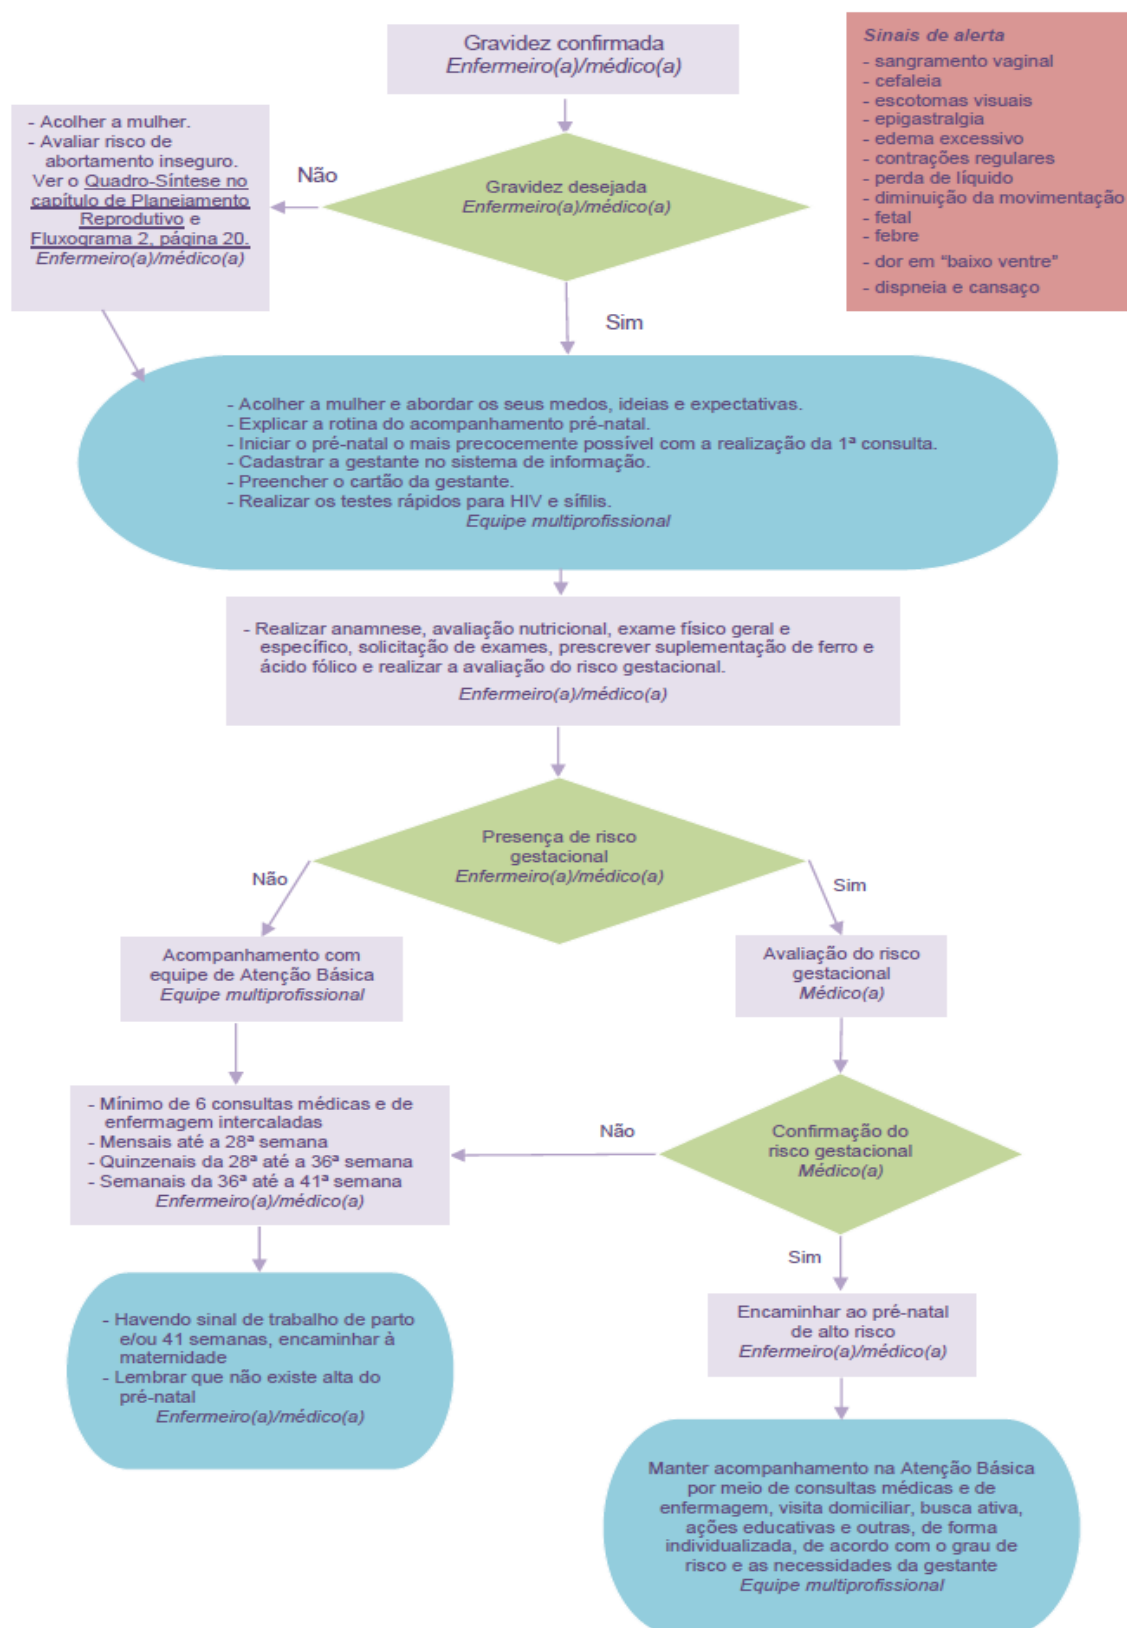 Gravidez confirmada
Enfermeiro(a)/médico(a)
Sinais de alerta
- sangramento vaginal
- cefaleia
- escotomas visuais
- epigastralgia
- edema excessivo
- contrações regulares
- perda de líquido
- diminuição da movimentação
- fetal
- febre
- dor em “baixo ventre”
- dispneia e cansaço
- Acolher a mulher.
- Avaliar risco de
abortamento inseguro.
Ver o Quadro-Síntese no
capítulo de Planejamento
Reprodutivo e
Fluxograma 2, página 20.
Enfermeiro(a)/médico(a)
Não
Gravidez desejada
Enfermeiro(a)/médico(a)
Sim
- Acolher a mulher e abordar os seus medos, ideias e expectativas.
- Explicar a rotina do acompanhamento pré-natal.
- Iniciar o pré-natal o mais precocemente possível com a realização da 1ª consulta.
- Cadastrar a gestante no sistema de informação.
- Preencher o cartão da gestante.
- Realizar os testes rápidos para HIV e sífilis.
Equipe multiprofissional
- Realizar anamnese, avaliação nutricional, exame físico geral e
específico, solicitação de exames, prescrever suplementação de ferro e
ácido fólico e realizar a avaliação do risco gestacional.
Enfermeiro(a)/médico(a)
Presença de risco
gestacional
Enfermeiro(a)/médico(a)
Não
Sim
Acompanhamento com
equipe de Atenção Básica
Equipe multiprofissional
Avaliação do risco
gestacional
Médico(a)
- Mínimo de 6 consultas médicas e de
enfermagem intercaladas
- Mensais até a 28ª semana
- Quinzenais da 28ª até a 36ª semana
- Semanais da 36ª até a 41ª semana
Enfermeiro(a)/médico(a)
Não
Confirmação do
risco gestacional
Médico(a)
Sim
- Havendo sinal de trabalho de parto
e/ou 41 semanas, encaminhar à
maternidade
- Lembrar que não existe alta do
pré-natal
Enfermeiro(a)/médico(a)
Encaminhar ao pré-natal
de alto risco
Enfermeiro(a)/médico(a)
Manter acompanhamento na Atenção Básica
por meio de consultas médicas e de
enfermagem, visita domiciliar, busca ativa,
ações educativas e outras, de forma
individualizada, de acordo com o grau de
risco e as necessidades da gestante
Equipe multiprofissional